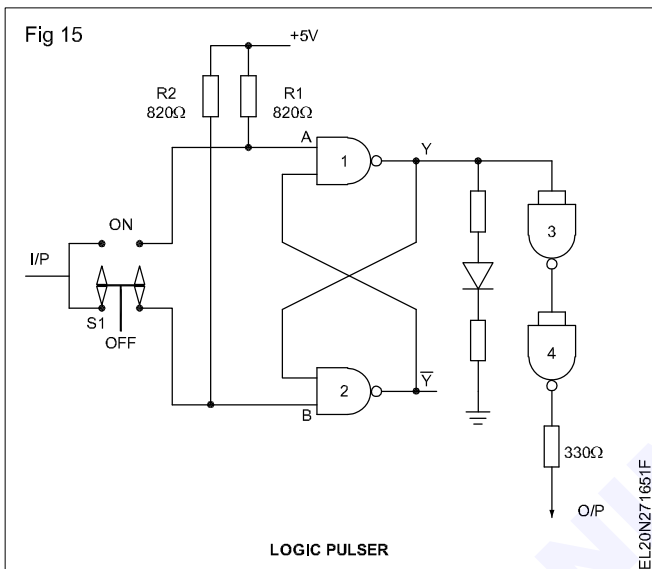 Fig 15
+5V
R2
820Ω
R1
820Ω
A
1
Y
ON
I/P
S1
OFF
3
2
B
Y̅
4
330Ω
O/P
LOGIC PULSER
EL20N271651F